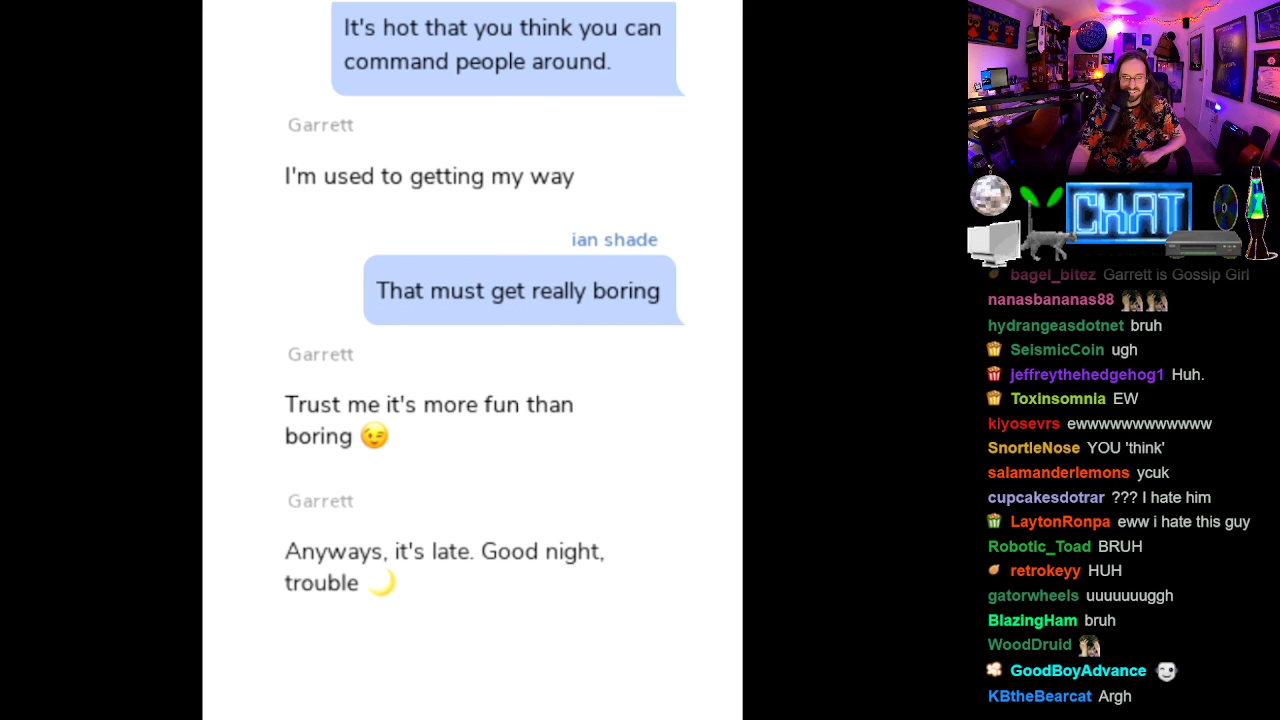 It's hot that you think you can
command people around.
Garrett
I'm used to getting my way
ian shade
That must get really boring
Garrett
Trust me it's more fun than
boring 😉
Garrett
Anyways, it's late. Good night,
trouble 🌙
CHAT
bagel_bitez Garrett is Gossip Girl
nanasbananas88
hydrangeasdotnet bruh
SeismicCoin ugh
jeffreythehedgehog1 Huh.
Toxinsomnia EW
klyosevrs ewwwwwwwwwwwww
SnortleNose YOU 'think'
salamanderlemons ycuk
cupcakesdotrar ??? I hate him
LaytonRonpa eww i hate this guy
Robotic_Toad BRUH
retrokeyy HUH
gatorwheels uuuuuuuggh
BlazingHam bruh
WoodDruid
GoodBoyAdvance
KBtheBearcat Argh